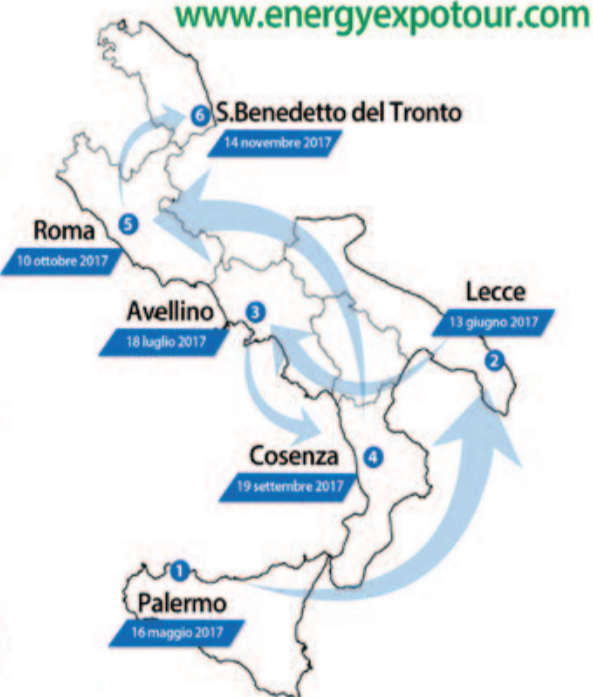 www.energyexpotour.com
6 S.Benedetto del Tronto
14 novembre 2017
5
Roma
10 ottobre 2017
Lecce
13 giugno 2017
2
Avellino
3
18 luglio 2017
Cosenza
4
19 settembre 2017
1
Palermo
16 maggio 2017